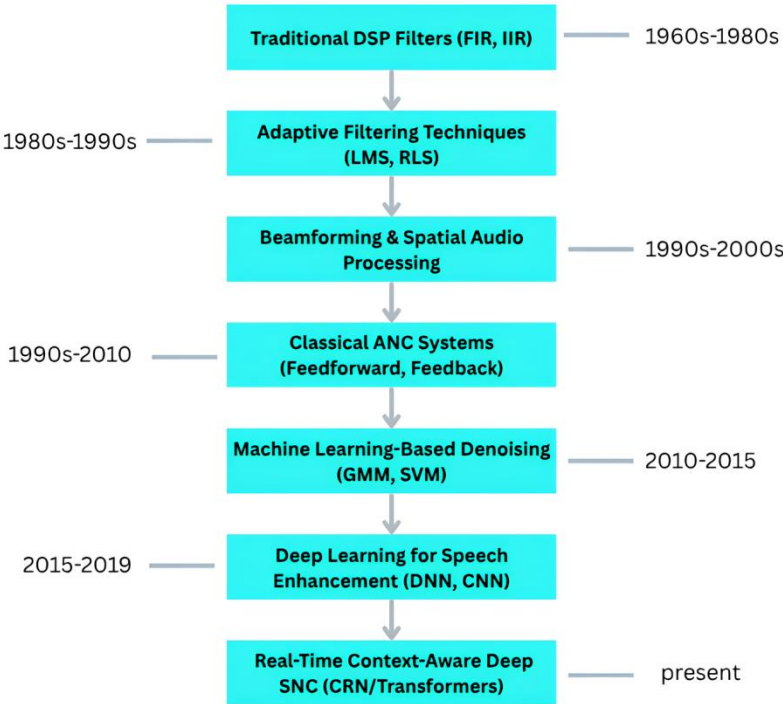 Traditional DSP Filters (FIR, IIR)
1960s-1980s
1980s-1990s
Adaptive Filtering Techniques
(LMS, RLS)
Beamforming & Spatial Audio
Processing
1990s-2000s
1990s-2010
Classical ANC Systems
(Feedforward, Feedback)
Machine Learning-Based Denoising
(GMM, SVM)
2010-2015
2015-2019
Deep Learning for Speech
Enhancement (DNN, CNN)
Real-Time Context-Aware Deep
SNC (CRN/Transformers)
present